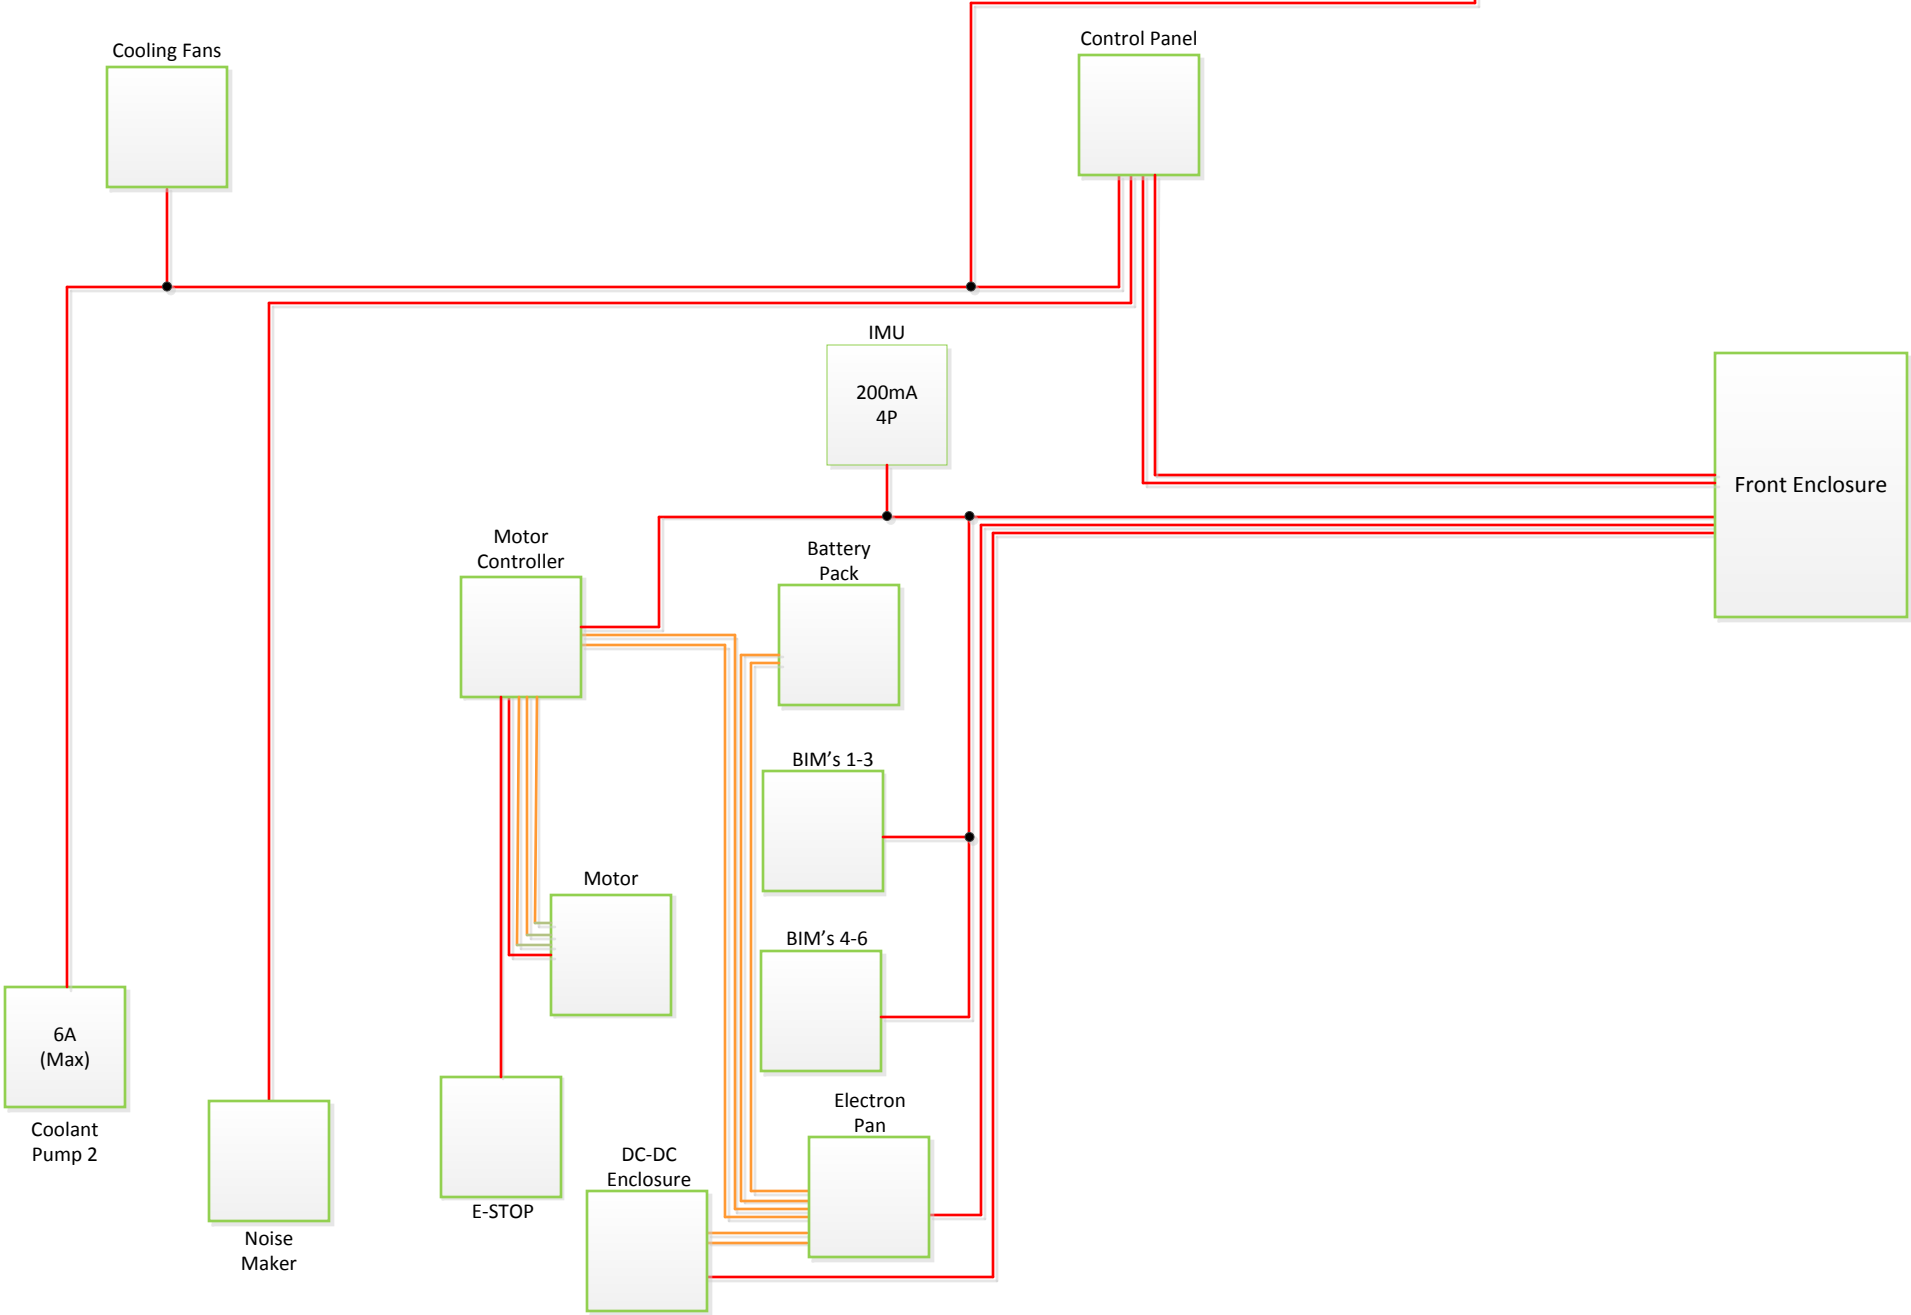 Control Panel
Cooling Fans
IMU
200mA
4P
Front Enclosure
Motor
Controller
Battery
Pack
BIM's 1-3
Motor
BIM's 4-6
6A
(Max)
Coolant
Pump 2
Electron
Pan
DC-DC
Enclosure
E-STOP
Noise
Maker